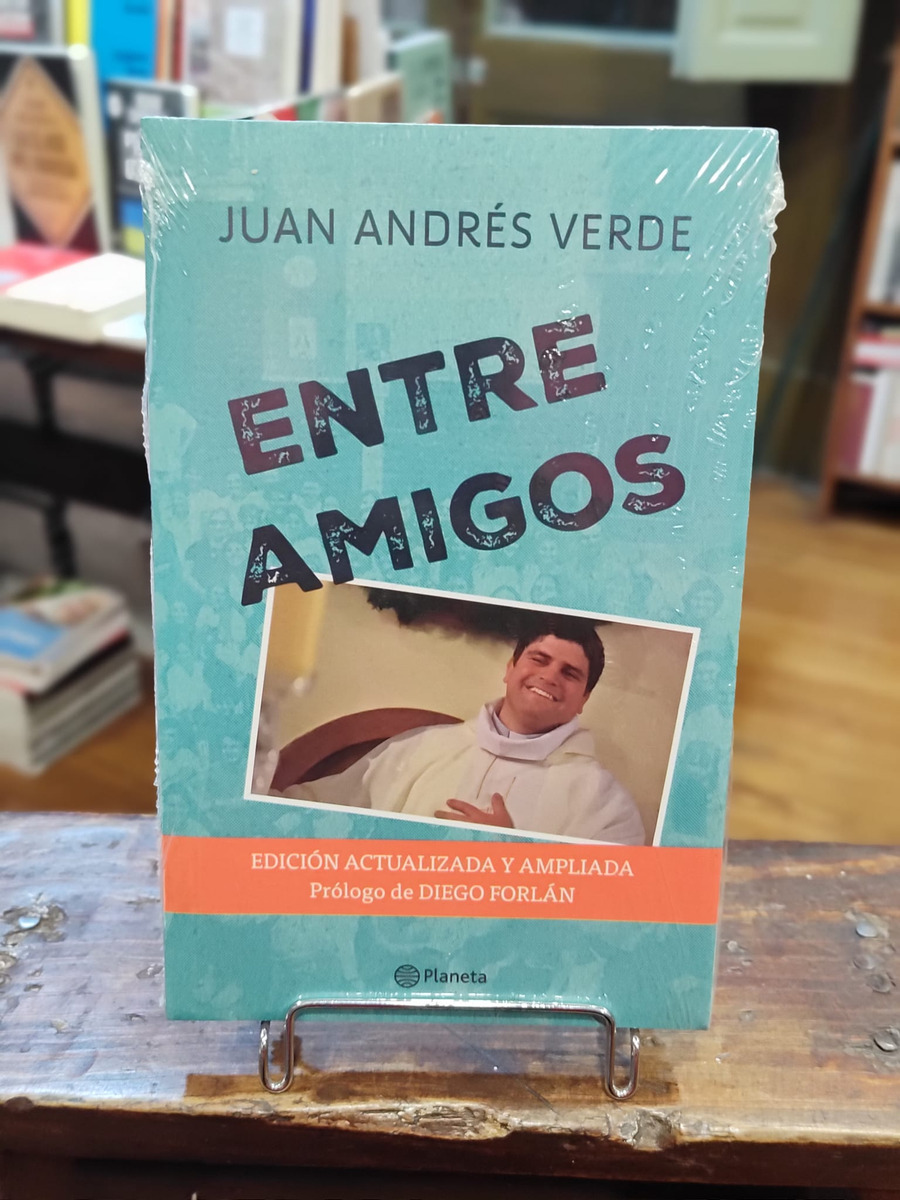 JUAN ANDRÉS VERDE
ENTRE
AMIGOS
EDICIÓN ACTUALIZADA Y AMPLIADA
Prólogo de DIEGO FORLÁN
Planeta